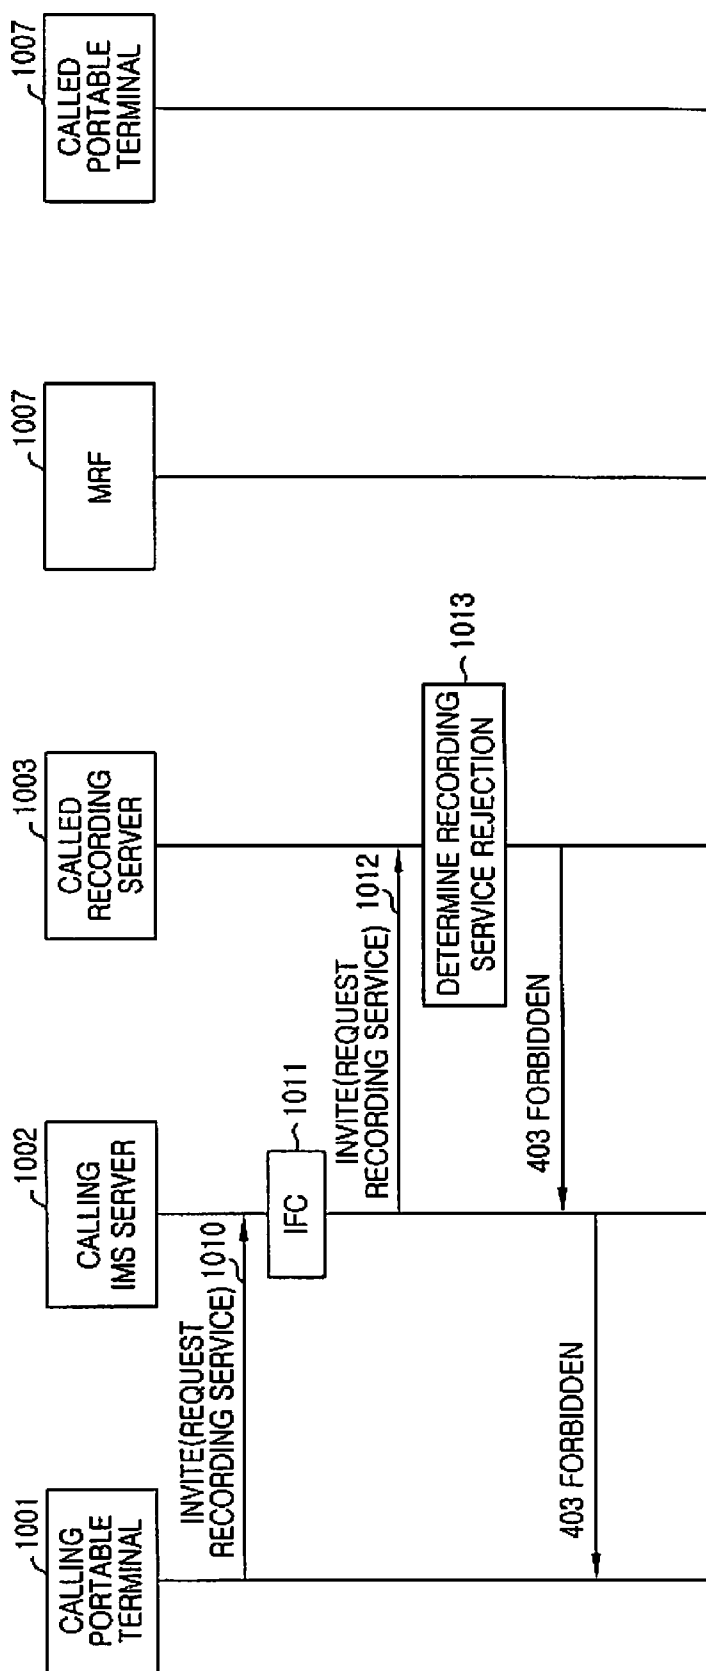 1001
CALLING
PORTABLE
TERMINAL
1002
CALLING
IMS SERVER
1003
CALLED
RECORDING
SERVER
1007
MRF
1007
CALLED
PORTABLE
TERMINAL
INVITE(REQUEST
RECORDING SERVICE) 1010
IFC
1011
INVITE(REQUEST
RECORDING SERVICE) 1012
DETERMINE RECORDING
SERVICE REJECTION
1013
403 FORBIDDEN
403 FORBIDDEN